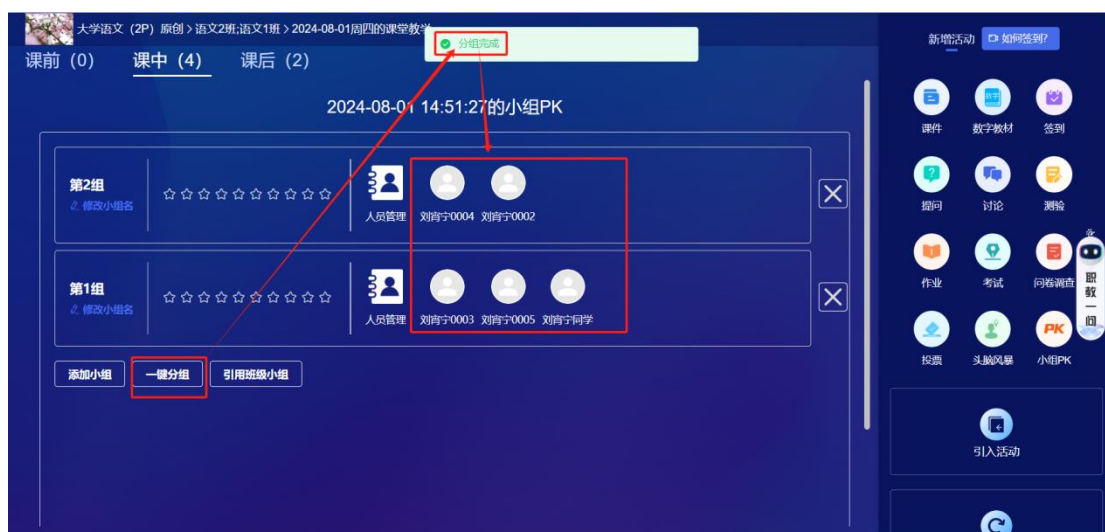 大学语文（2P）原创 > 语文2班;语文1班 > 2024-08-01周四的课堂教学
分组完成
课前（0） 课中（4） 课后（2）
2024-08-01 14:51:27的小组PK
第2组
修改小组名
人员管理 刘肖宁0004 刘肖宁0002
第1组
修改小组名
人员管理 刘肖宁0003 刘肖宁0005 刘肖宁同学
添加小组 一键分组 引用班级小组
新增活动 如何签到?
课件 数字教材 签到
提问 讨论 测验
作业 考试 问卷调查
投票 头脑风暴 小组PK
职教一问
引入活动